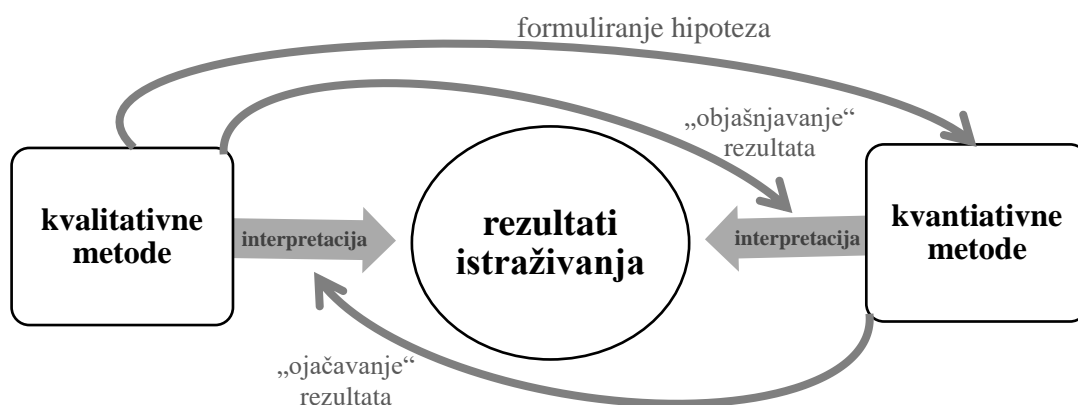 formuliranje hipoteza
„objašnjavanje“
rezultata
kvalitativne
metode
interpretacija
rezultati
istraživanja
interpretacija
kvantiativne
metode
„ojačavanje“
rezultata